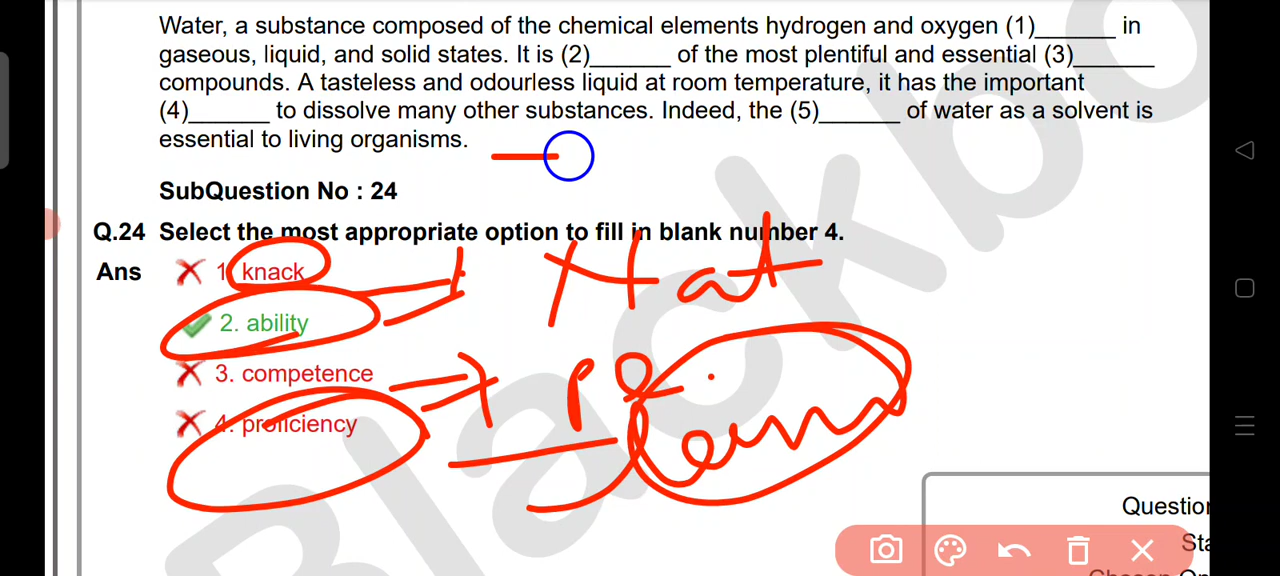 Water, a substance composed of the chemical elements hydrogen and oxygen (1)______ in
gaseous, liquid, and solid states. It is (2)______ of the most plentiful and essential (3)______
compounds. A tasteless and odourless liquid at room temperature, it has the important
(4)______ to dissolve many other substances. Indeed, the (5)______ of water as a solvent is
essential to living organisms.
SubQuestion No : 24
Q.24 Select the most appropriate option to fill in blank number 4.
Ans 1. knack
2. ability
3. competence
4. proficiency
Question
Sta
Blackbo